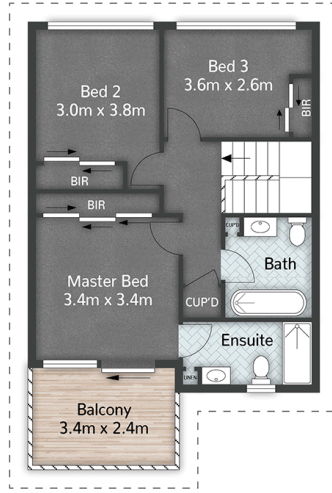 Bed 2
3.0m x 3.8m
Bed 3
3.6m x 2.6m
BIR
BIR
BIR
CUP'D
Master Bed
3.4m x 3.4m
Bath
CUP'D
Ensuite
LINEN
Balcony
3.4m x 2.4m